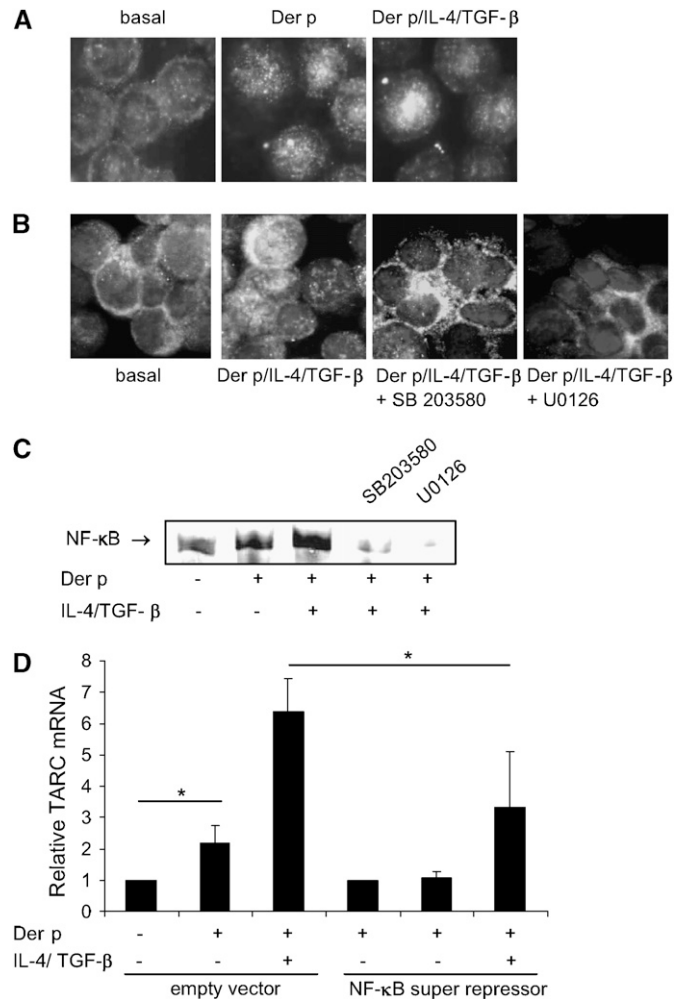 A
basal Der p Der p/IL-4/TGF-β
B
basal Der p/IL-4/TGF-β Der p/IL-4/TGF-β Der p/IL-4/TGF-β
+ SB 203580 + U0126
C
SB203580 U0126
NF-κB →
Der p - + + + +
IL-4/TGF- β - - + + +
D
Relative TARC mRNA
8
7
6
5
4
3
2
1
0
* *
Der p - + + + + +
IL-4/ TGF-β - - + - - +
empty vector NF-κB super repressor